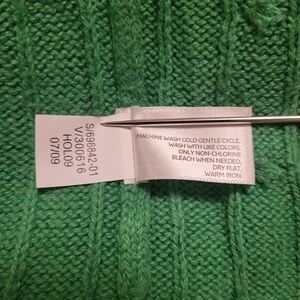 S/696842-01
V/300616
HOL09
07/09
MACHINE WASH COLD GENTLE CYCLE,
WASH WITH LIKE COLORS,
ONLY NON-CHLORINE
BLEACH WHEN NEEDED,
DRY FLAT,
WARM IRON.